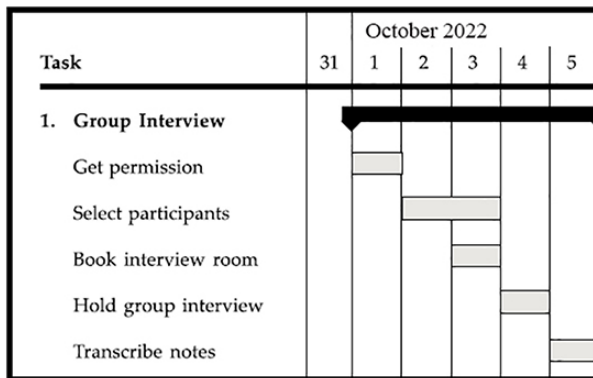 October 2022
Task 31 1 2 3 4 5
1. Group Interview
Get permission
Select participants
Book interview room
Hold group interview
Transcribe notes